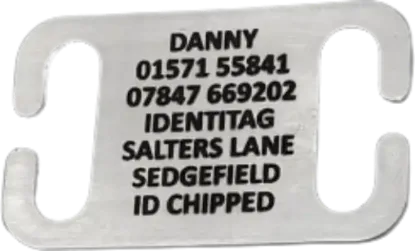 DANNY
01571 55841
07847 669202
IDENTITAG
SALTERS LANE
SEDGEFIELD
ID CHIPPED